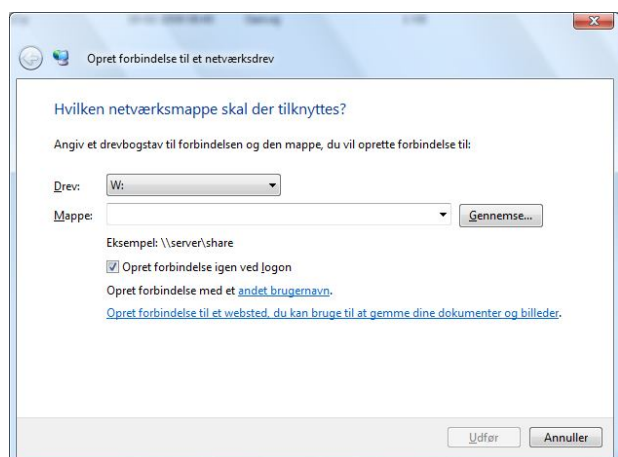 Opret forbindelse til et netværksdrev
Hvilken netværksmappe skal der tilknyttes?
Angiv et drevbogstav til forbindelsen og den mappe, du vil oprette forbindelse til:
Drev: W:
Mappe: Gennemse...
Eksempel: \\server\share
Opret forbindelse igen ved logon
Opret forbindelse med et andet brugernavn.
Opret forbindelse til et websted, du kan bruge til at gemme dine dokumenter og billeder.
Udfør Annuller